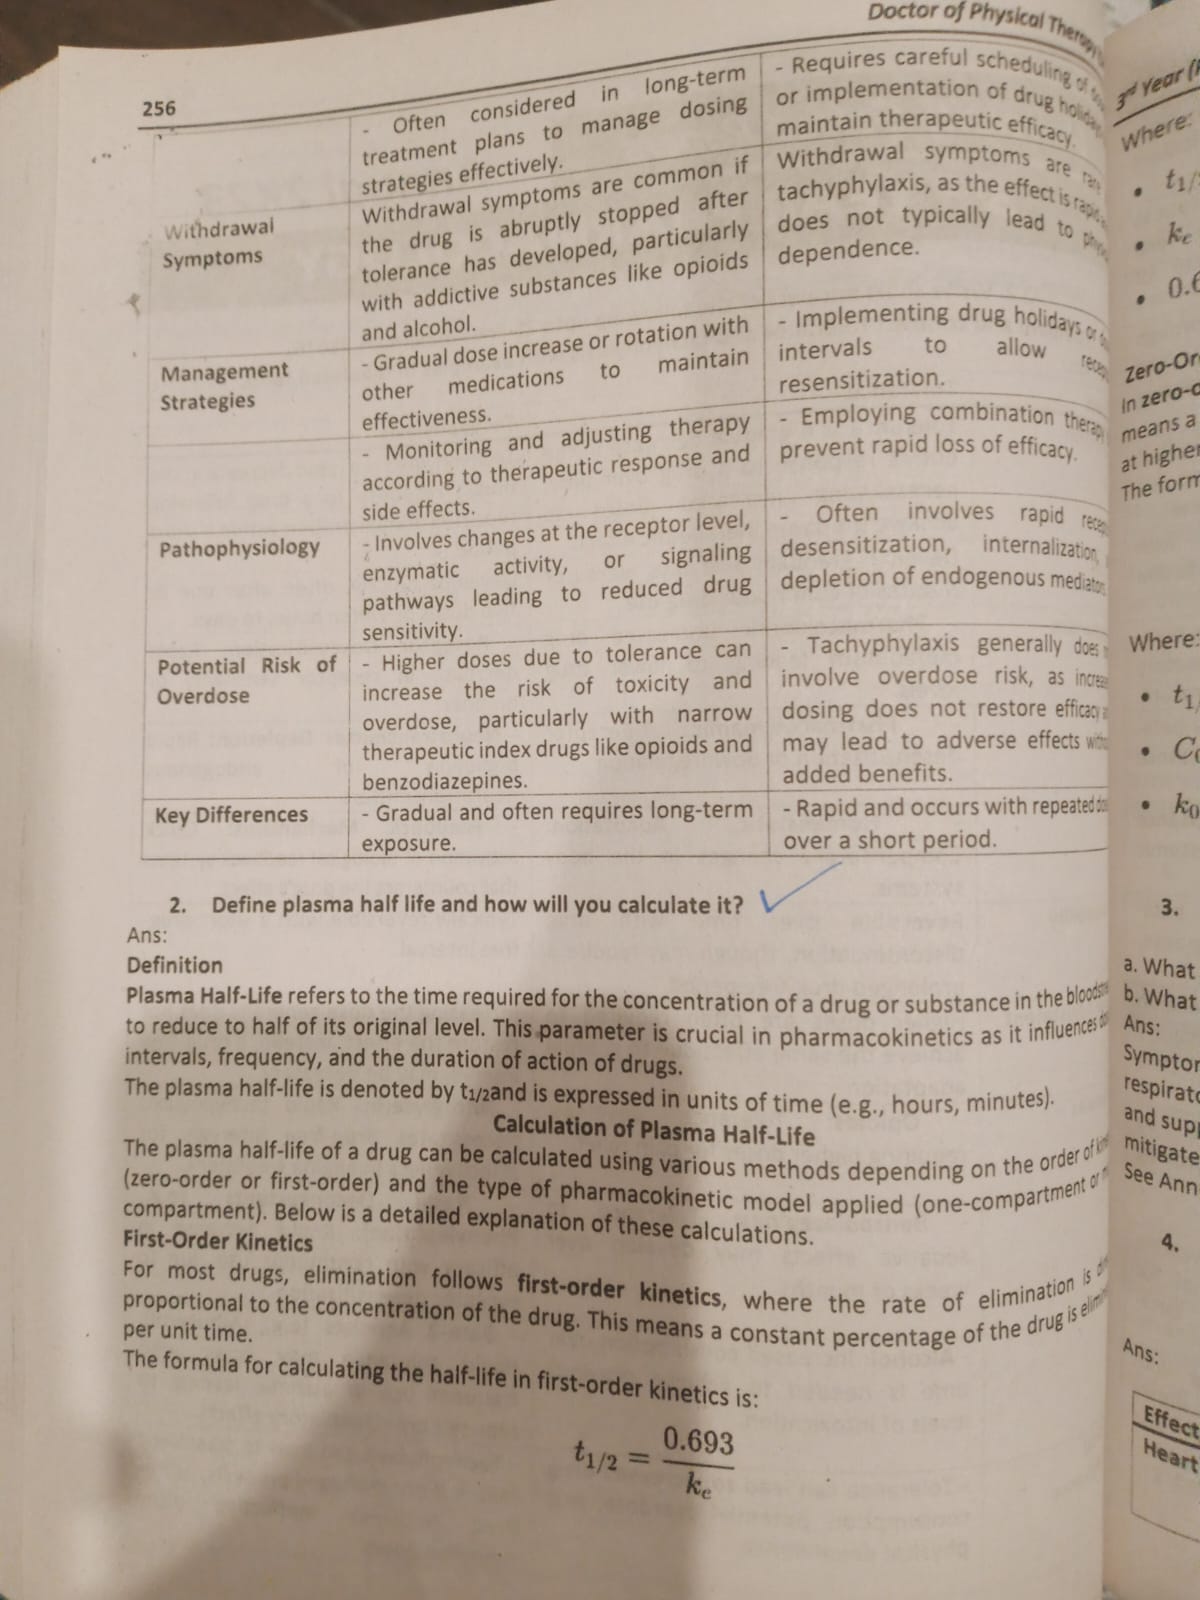 Doctor of Physical Therapy
256
- Often considered in long-term
treatment plans to manage dosing
strategies effectively.
- Requires careful scheduling of
or implementation of drug holidays
maintain therapeutic efficacy.
Withdrawal
Symptoms
Withdrawal symptoms are common if
the drug is abruptly stopped after
tolerance has developed, particularly
with addictive substances like opioids
and alcohol.
Withdrawal symptoms are
tachyphylaxis, as the effect is rapid
does not typically lead to
dependence.
Management
Strategies
- Gradual dose increase or rotation with
other medications to maintain
effectiveness.
- Implementing drug holidays or
intervals to allow
resensitization.
- Monitoring and adjusting therapy
according to therapeutic response and
side effects.
- Employing combination therapy
prevent rapid loss of efficacy.
Pathophysiology
- Involves changes at the receptor level,
enzymatic activity, or signaling
pathways leading to reduced drug
sensitivity.
- Often involves rapid
desensitization, internalization,
depletion of endogenous mediators
Potential Risk of
Overdose
- Higher doses due to tolerance can
increase the risk of toxicity and
overdose, particularly with narrow
therapeutic index drugs like opioids and
benzodiazepines.
- Tachyphylaxis generally does
involve overdose risk, as
dosing does not restore efficacy
may lead to adverse effects
added benefits.
Key Differences
- Gradual and often requires long-term
exposure.
- Rapid and occurs with repeated
over a short period.
2. Define plasma half life and how will you calculate it?
Ans:
Definition
Plasma Half-Life refers to the time required for the concentration of a drug or substance in the
to reduce to half of its original level. This parameter is crucial in pharmacokinetics as it influences
intervals, frequency, and the duration of action of drugs.
The plasma half-life is denoted by t1/2and is expressed in units of time (e.g., hours, minutes).
Calculation of Plasma Half-Life
The plasma half-life of a drug can be calculated using various methods depending on the order of
(zero-order or first-order) and the type of pharmacokinetic model applied (one-compartment or
compartment). Below is a detailed explanation of these calculations.
First-Order Kinetics
For most drugs, elimination follows first-order kinetics, where the rate of elimination is
proportional to the concentration of the drug. This means a constant percentage of the drug is
per unit time.
The formula for calculating the half-life in first-order kinetics is:
t1/2 = 0.693 / ke
3rd Year
Where:
• ke
In
means a
at higher
The
Where:
• k0
3.
a. What
b. What
Ans:
and
mitigate
See
4.
Ans:
Effect
Heart